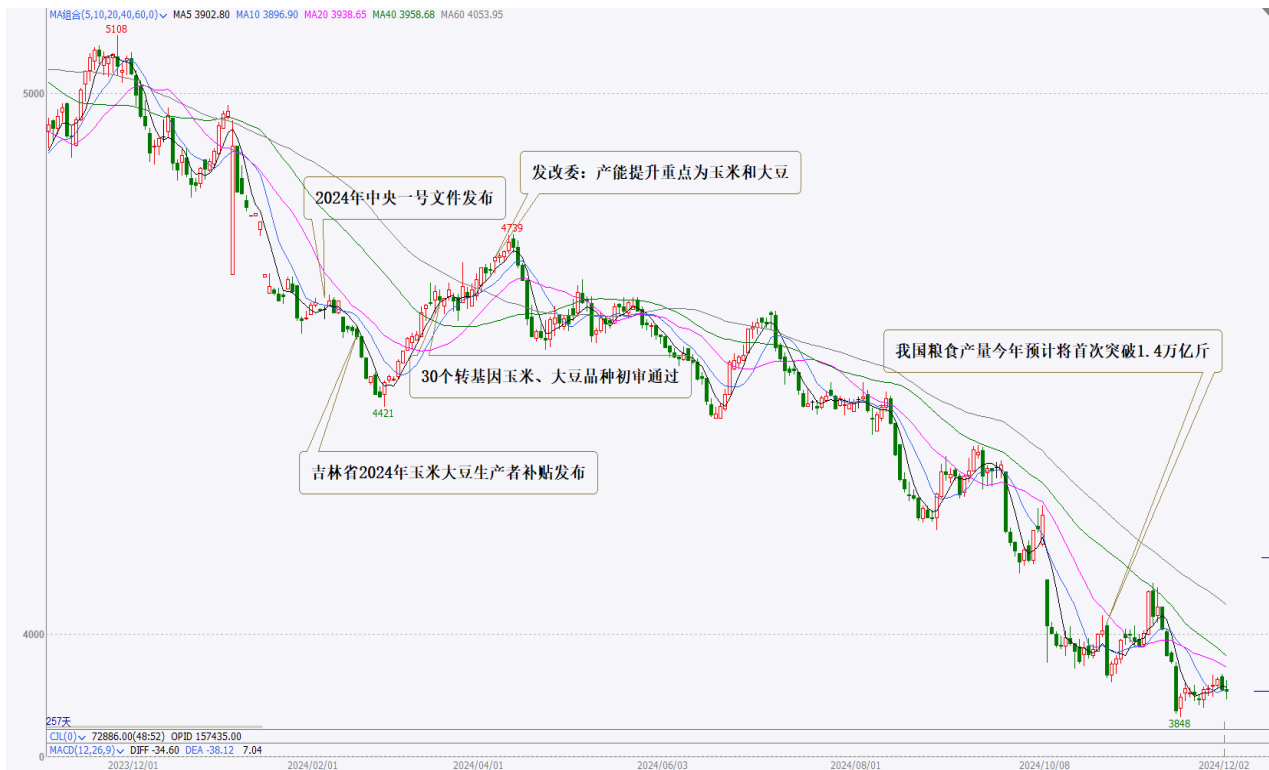 MA组合(5,10,20,40,60,0) MA5 3902.80 MA10 3896.90 MA20 3938.65 MA40 3958.68 MA60 4053.95
5108
5000
发改委：产能提升重点为玉米和大豆
2024年中央一号文件发布
4739
我国粮食产量今年预计将首次突破1.4万亿斤
30个转基因玉米、大豆品种初审通过
4421
吉林省2024年玉米大豆生产者补贴发布
4000
3848
257天
CJL(0) 72886.00(48:52) OPID 157435.00
MACD(12,26,9) DIFF -34.60 DEA -38.12 7.04
0
2023/12/01 2024/02/01 2024/04/01 2024/06/03 2024/08/01 2024/10/08 2024/12/02